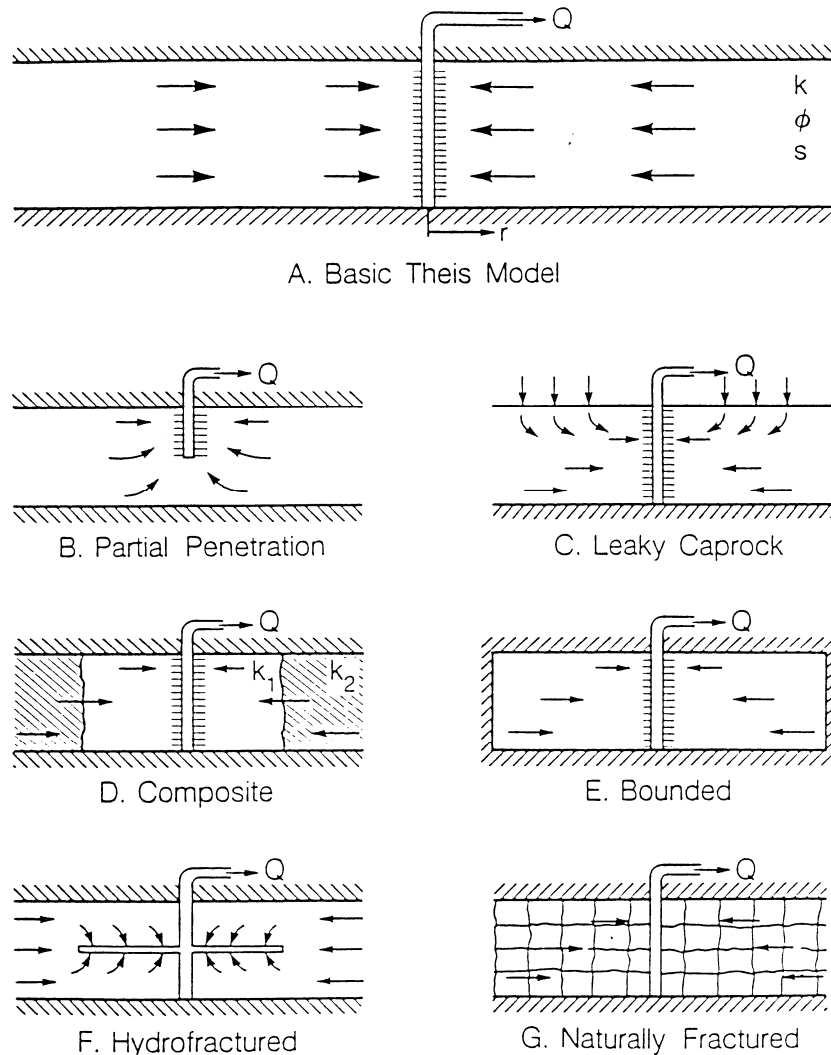 Q
k
ϕ
s
r
A. Basic Theis Model
Q
B. Partial Penetration
Q
C. Leaky Caprock
Q
k₁
k₂
D. Composite
Q
E. Bounded
Q
F. Hydrofractured
Q
G. Naturally Fractured